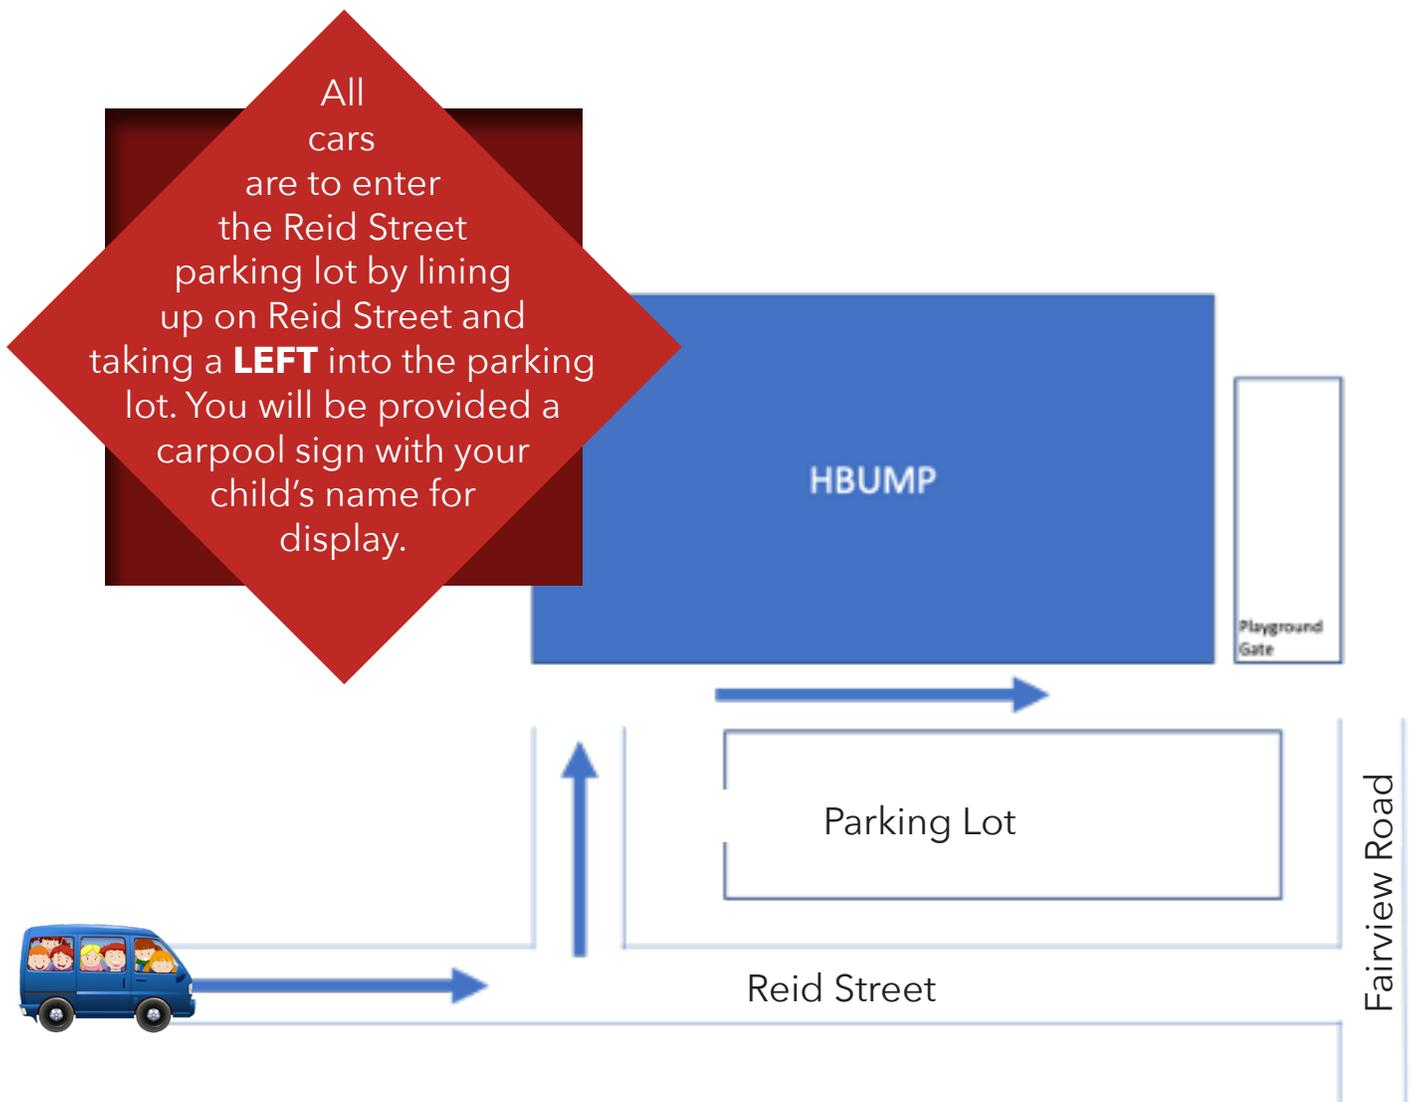 All
cars
are to enter
the Reid Street
parking lot by lining
up on Reid Street and
taking a LEFT into the parking
lot. You will be provided a
carpool sign with your
child’s name for
display.
HBUMP
Playground
Gate
Parking Lot
Fairview Road
Reid Street